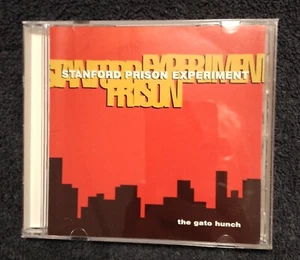 STANFORD PRISON EXPERIMENT
STANFORD EXPERIMENT
PRISON
the gato hunch